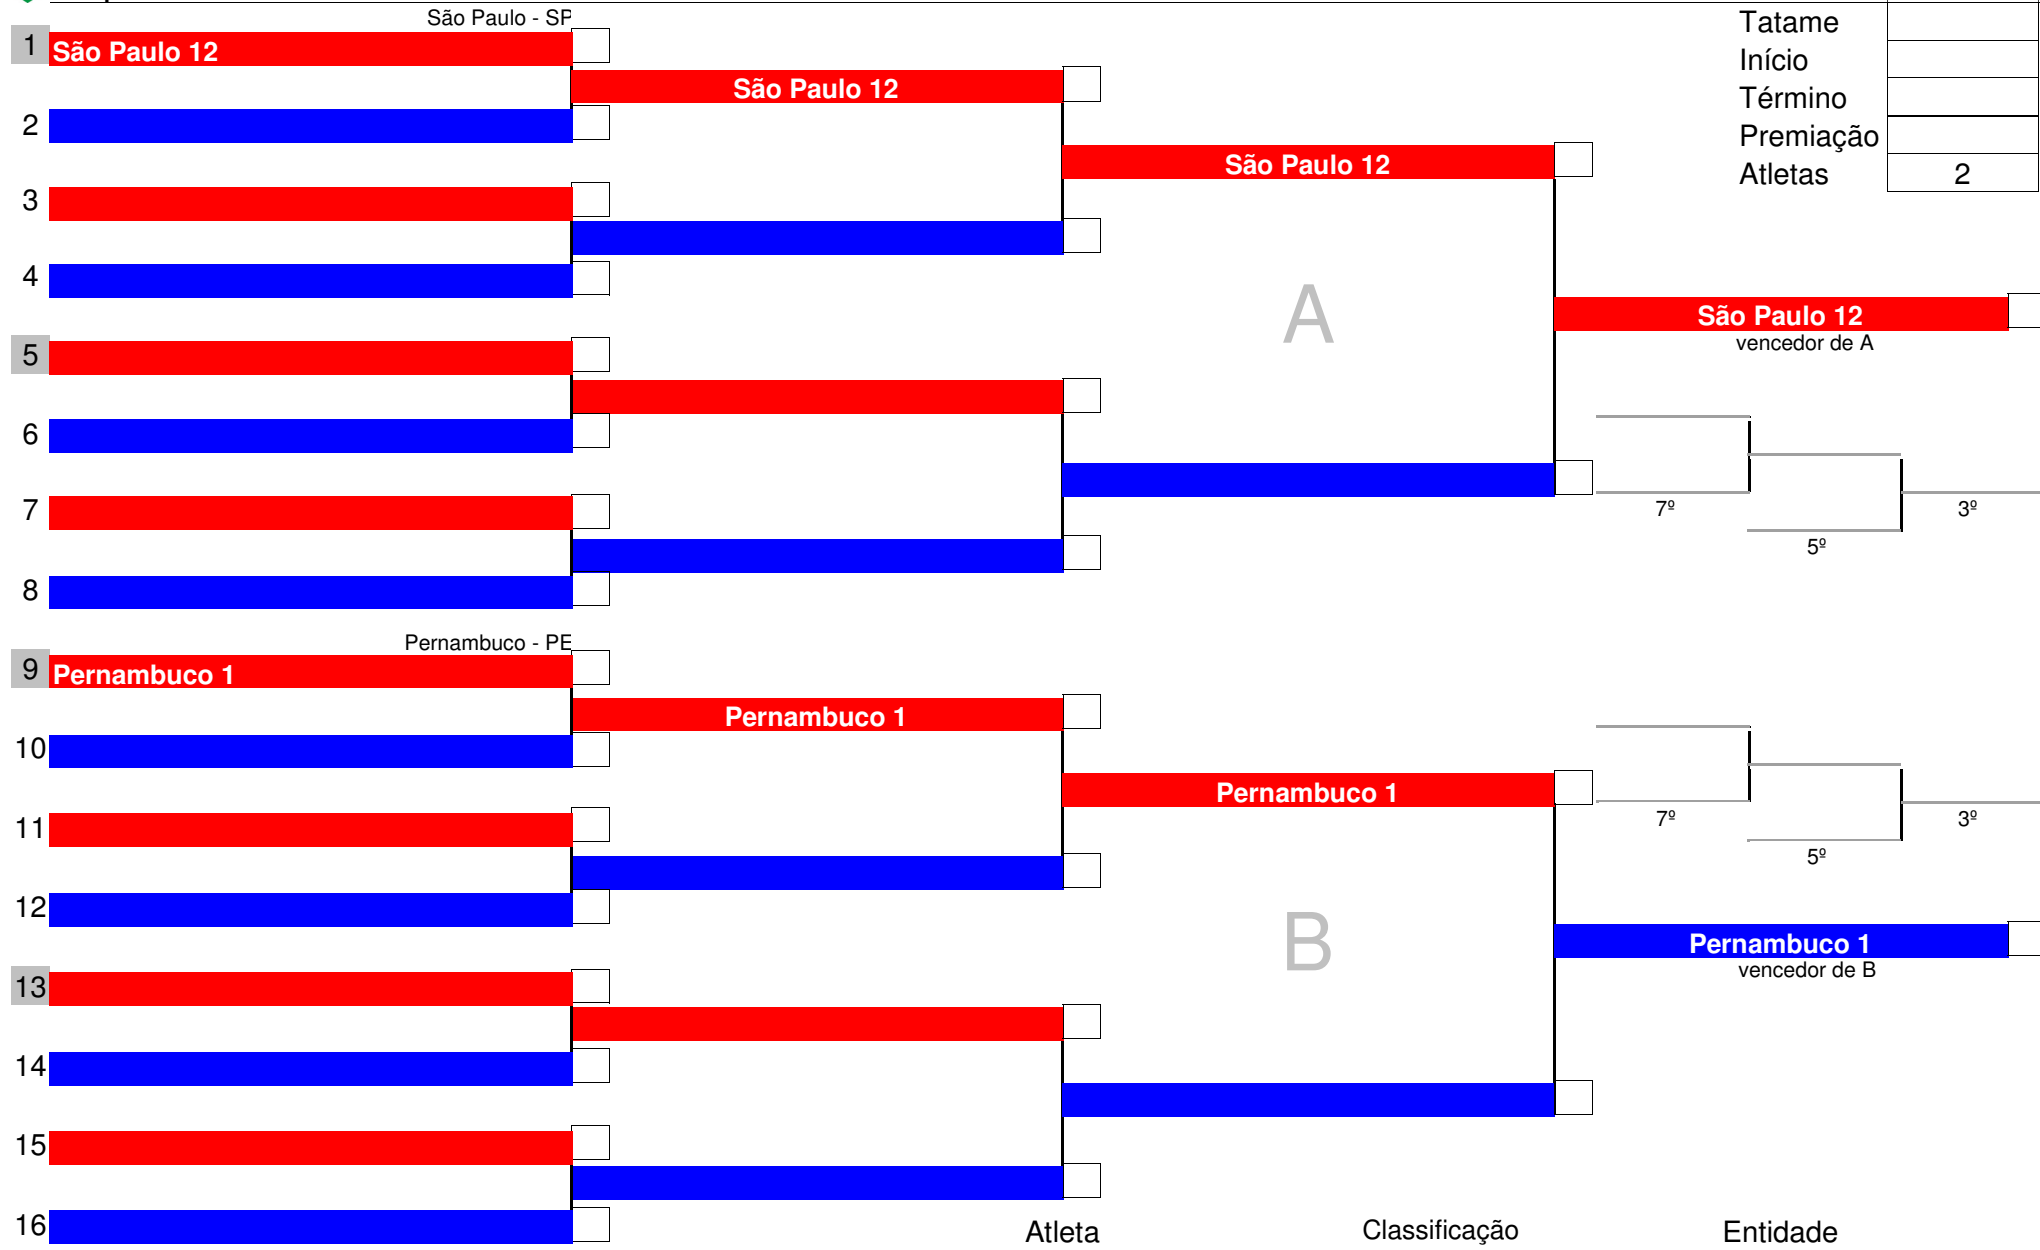 São Paulo - SP
Tatame
1 São Paulo 12
Início
São Paulo 12
Término
2
Premiação
São Paulo 12
Atletas 2
3
4
A
São Paulo 12
vencedor de A
5
6
7
7º
3º
5º
8
Pernambuco - PE
9 Pernambuco 1
Pernambuco 1
10
Pernambuco 1
11
7º
3º
5º
12
B
Pernambuco 1
vencedor de B
13
14
15
16
Atleta Classificação Entidade